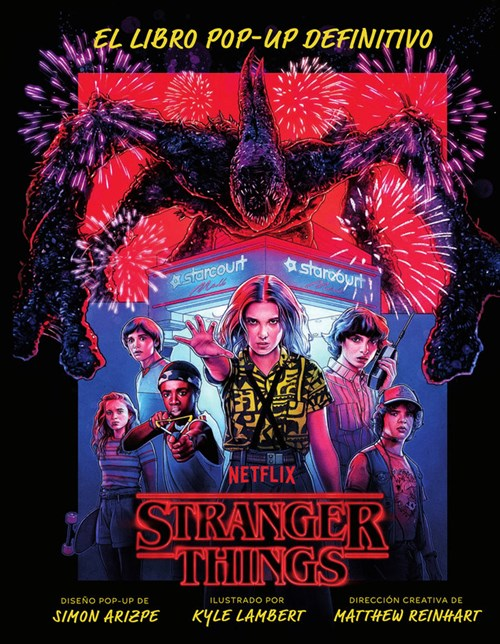 EL LIBRO POP-UP DEFINITIVO
starcourt
Mall
starcourt
NETFLIX
STRANGER
THINGS
DISEÑO POP-UP DE
SIMON ARIZPE
ILUSTRADO POR
KYLE LAMBERT
DIRECCIÓN CREATIVA DE
MATTHEW REINHART